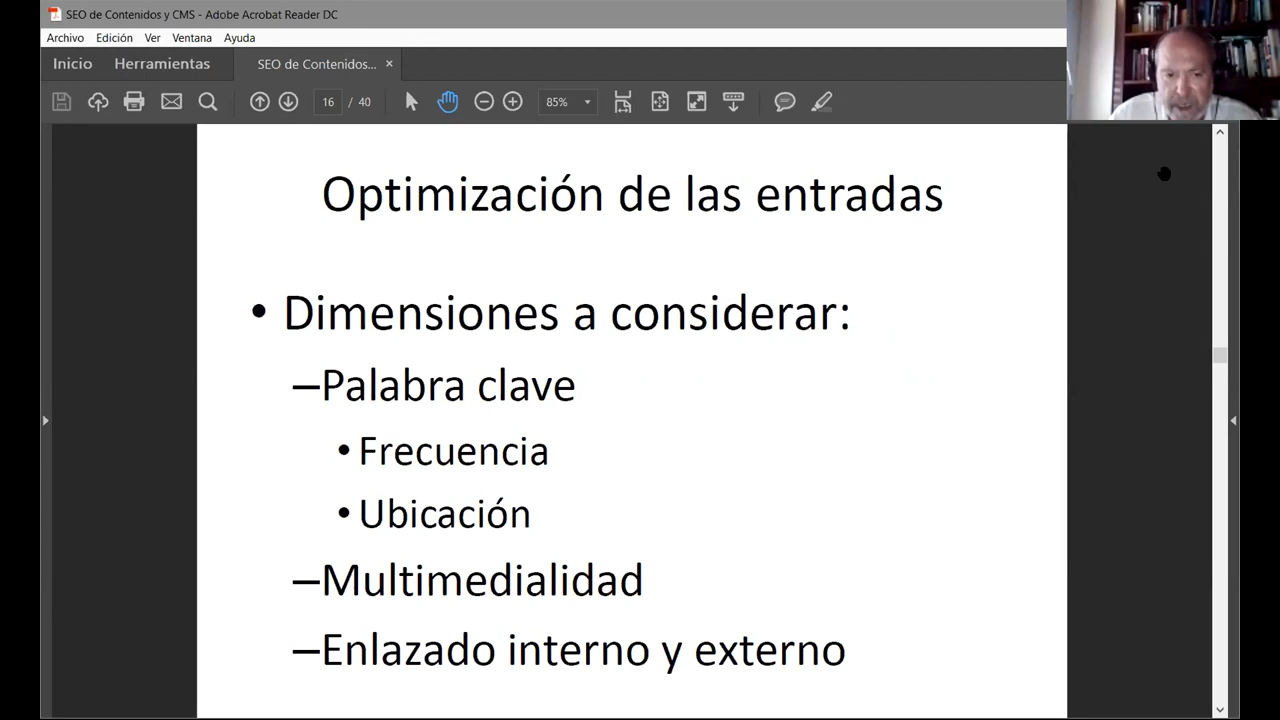 SEO de Contenidos y CMS - Adobe Acrobat Reader DC
Archivo Edición Ver Ventana Ayuda
Inicio Herramientas SEO de Contenidos... ×
16 / 40 85%
Optimización de las entradas
• Dimensiones a considerar:
–Palabra clave
• Frecuencia
• Ubicación
–Multimedialidad
–Enlazado interno y externo